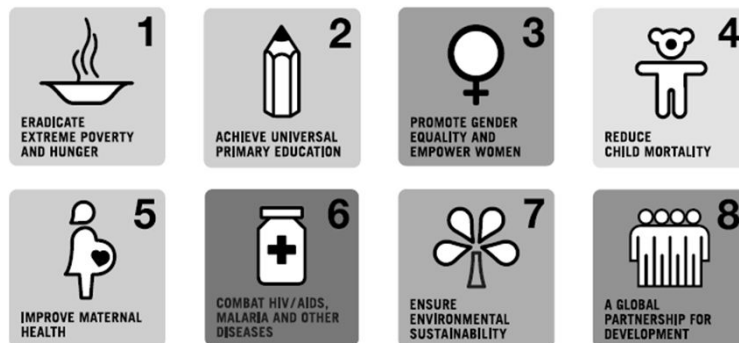 1
ERADICATE
EXTREME POVERTY
AND HUNGER
2
ACHIEVE UNIVERSAL
PRIMARY EDUCATION
3
PROMOTE GENDER
EQUALITY AND
EMPOWER WOMEN
4
REDUCE
CHILD MORTALITY
5
IMPROVE MATERNAL
HEALTH
6
COMBAT HIV/AIDS,
MALARIA AND OTHER
DISEASES
7
ENSURE
ENVIRONMENTAL
SUSTAINABILITY
8
A GLOBAL
PARTNERSHIP FOR
DEVELOPMENT